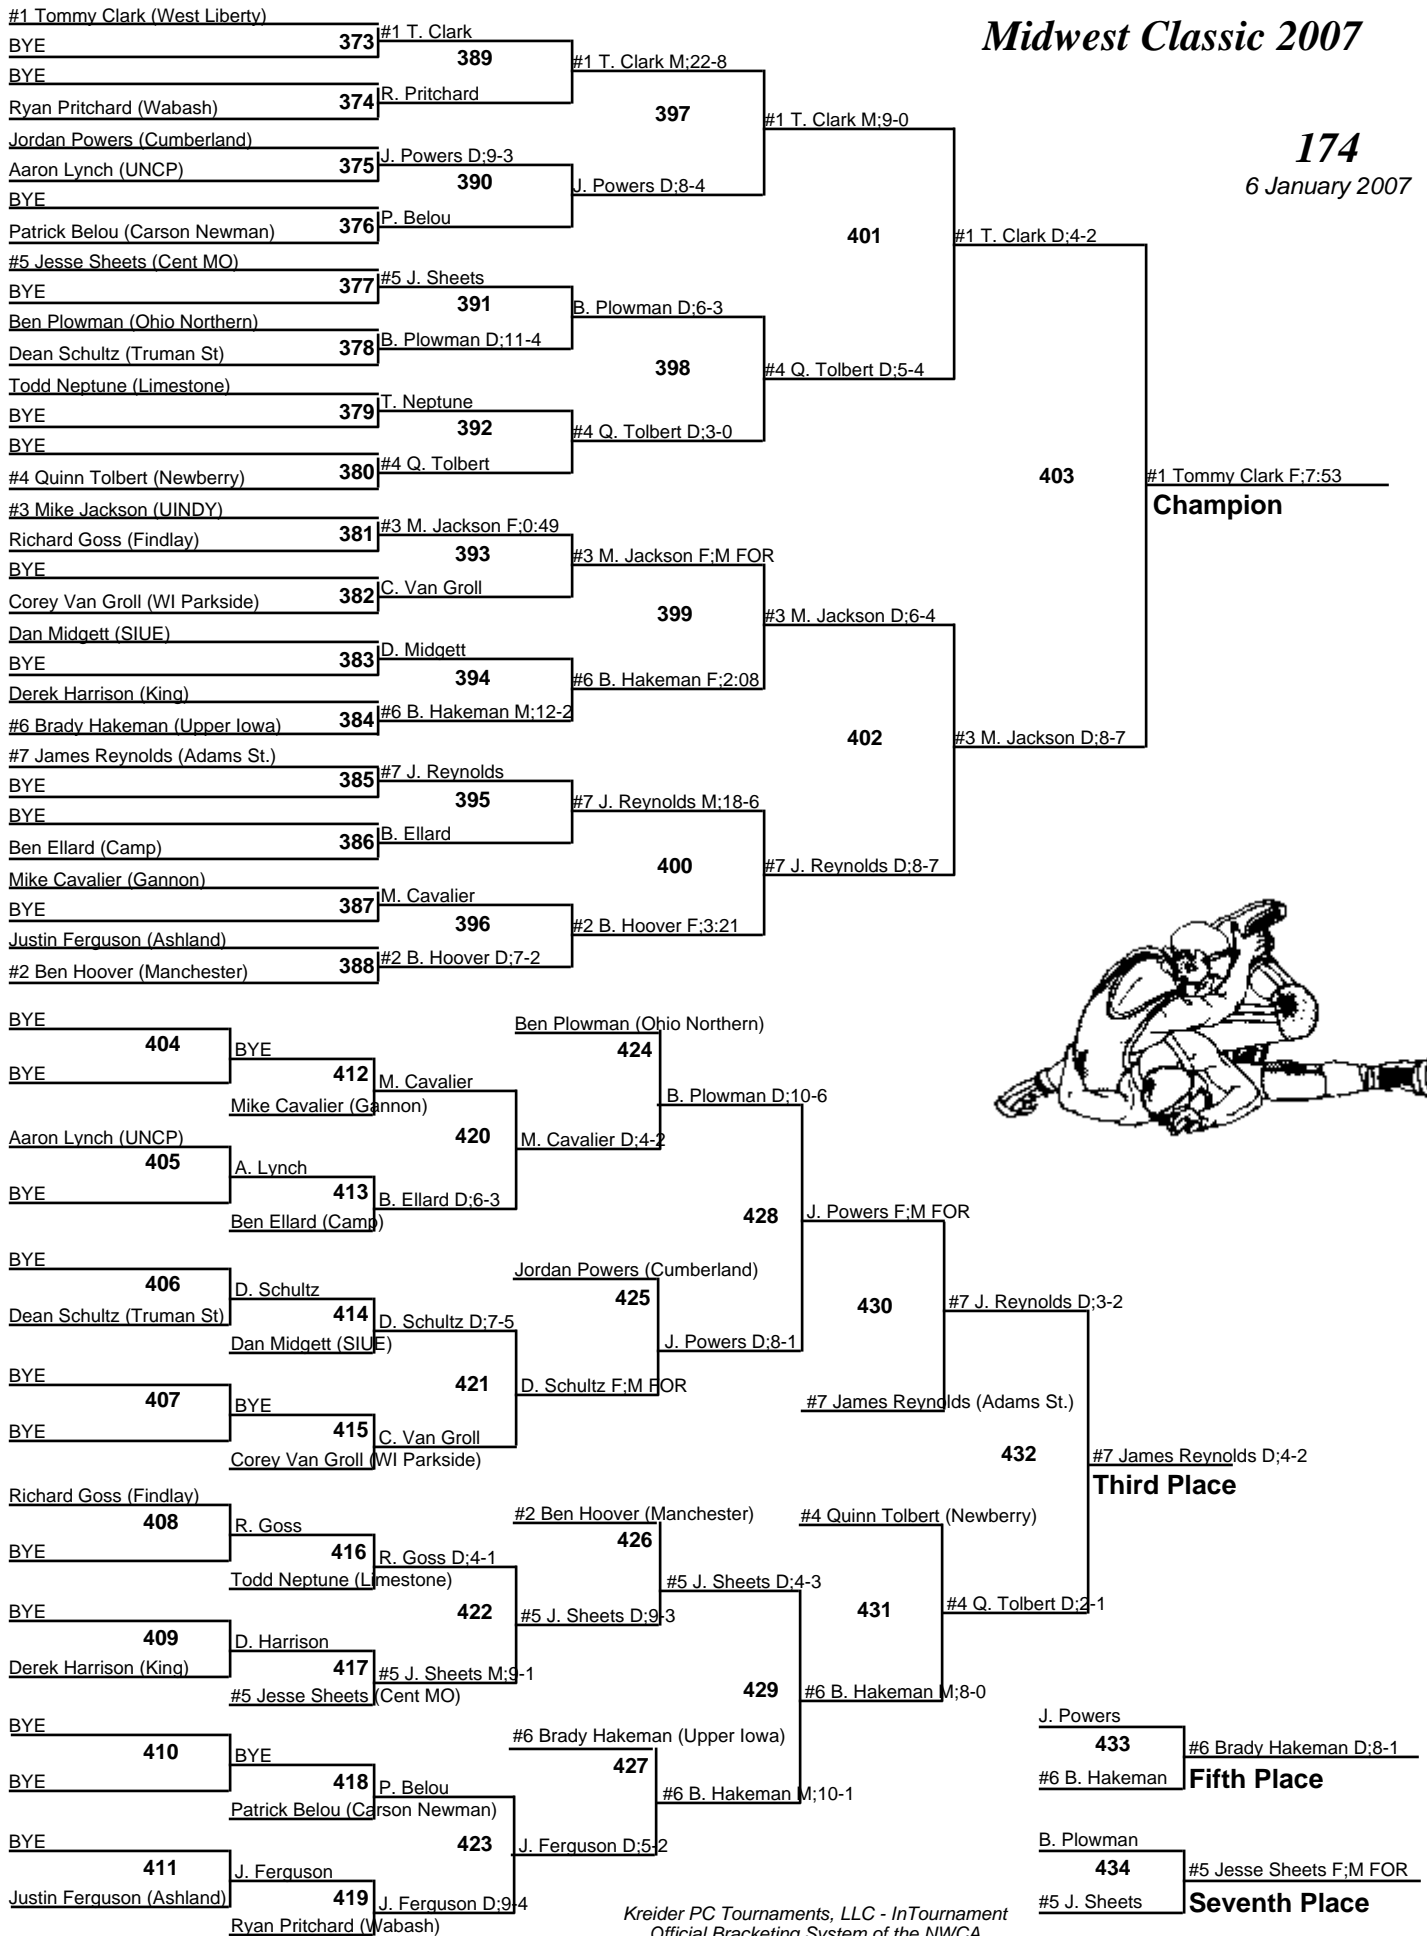 Midwest Classic 2007
174
6 January 2007
#1 Tommy Clark (West Liberty)
BYE
373
BYE
Ryan Pritchard (Wabash)
374
Jordan Powers (Cumberland)
Aaron Lynch (UNCP)
375
BYE
Patrick Belou (Carson Newman)
376
#5 Jesse Sheets (Cent MO)
BYE
377
Ben Plowman (Ohio Northern)
Dean Schultz (Truman St)
378
Todd Neptune (Limestone)
BYE
379
BYE
#4 Quinn Tolbert (Newberry)
380
#3 Mike Jackson (UINDY)
Richard Goss (Findlay)
381
BYE
Corey Van Groll (WI Parkside)
382
Dan Midgett (SIUE)
BYE
383
Derek Harrison (King)
#6 Brady Hakeman (Upper Iowa)
384
#7 James Reynolds (Adams St.)
BYE
385
BYE
Ben Ellard (Camp)
386
Mike Cavalier (Gannon)
BYE
387
Justin Ferguson (Ashland)
#2 Ben Hoover (Manchester)
388
#1 T. Clark
389
R. Pritchard
J. Powers D;9-3
390
P. Belou
#5 J. Sheets
391
B. Plowman D;11-4
T. Neptune
392
#4 Q. Tolbert
#3 M. Jackson F;0:49
393
C. Van Groll
D. Midgett
394
#6 B. Hakeman M;12-2
#7 J. Reynolds
395
B. Ellard
M. Cavalier
396
#2 B. Hoover D;7-2
#1 T. Clark M;22-8
397
J. Powers D;8-4
B. Plowman D;6-3
398
#4 Q. Tolbert D;3-0
#3 M. Jackson F;M FOR
399
#6 B. Hakeman F;2:08
#7 J. Reynolds M;18-6
400
#2 B. Hoover F;3:21
#1 T. Clark M;9-0
401
#4 Q. Tolbert D;5-4
#3 M. Jackson D;6-4
402
#7 J. Reynolds D;8-7
#1 T. Clark D;4-2
403
#3 M. Jackson D;8-7
#1 Tommy Clark F;7:53
Champion
BYE
404
BYE
Aaron Lynch (UNCP)
405
BYE
BYE
406
Dean Schultz (Truman St)
BYE
407
BYE
Richard Goss (Findlay)
408
BYE
BYE
409
Derek Harrison (King)
BYE
410
BYE
BYE
411
Justin Ferguson (Ashland)
BYE
412
Mike Cavalier (Gannon)
A. Lynch
413
Ben Ellard (Camp)
D. Schultz
414
Dan Midgett (SIUE)
BYE
415
Corey Van Groll (WI Parkside)
R. Goss
416
Todd Neptune (Limestone)
D. Harrison
417
#5 Jesse Sheets (Cent MO)
BYE
418
Patrick Belou (Carson Newman)
J. Ferguson
419
Ryan Pritchard (Wabash)
M. Cavalier
420
B. Ellard D;6-3
D. Schultz D;7-5
421
C. Van Groll
R. Goss D;4-1
422
#5 J. Sheets M;9-1
P. Belou
423
J. Ferguson D;9-4
Ben Plowman (Ohio Northern)
424
M. Cavalier D;4-2
Jordan Powers (Cumberland)
425
D. Schultz F;M FOR
#2 Ben Hoover (Manchester)
426
#5 J. Sheets D;9-3
#6 Brady Hakeman (Upper Iowa)
427
J. Ferguson D;5-2
B. Plowman D;10-6
428
J. Powers D;8-1
#5 J. Sheets D;4-3
429
#6 B. Hakeman M;10-1
J. Powers F;M FOR
430
#7 James Reynolds (Adams St.)
#4 Quinn Tolbert (Newberry)
431
#6 B. Hakeman M;8-0
#7 J. Reynolds D;3-2
432
#4 Q. Tolbert D;2-1
#7 James Reynolds D;4-2
Third Place
J. Powers
433
#6 B. Hakeman
#6 Brady Hakeman D;8-1
Fifth Place
B. Plowman
434
#5 J. Sheets
#5 Jesse Sheets F;M FOR
Seventh Place
Kreider PC Tournaments, LLC - InTournament
Official Bracketing System of the NWCA